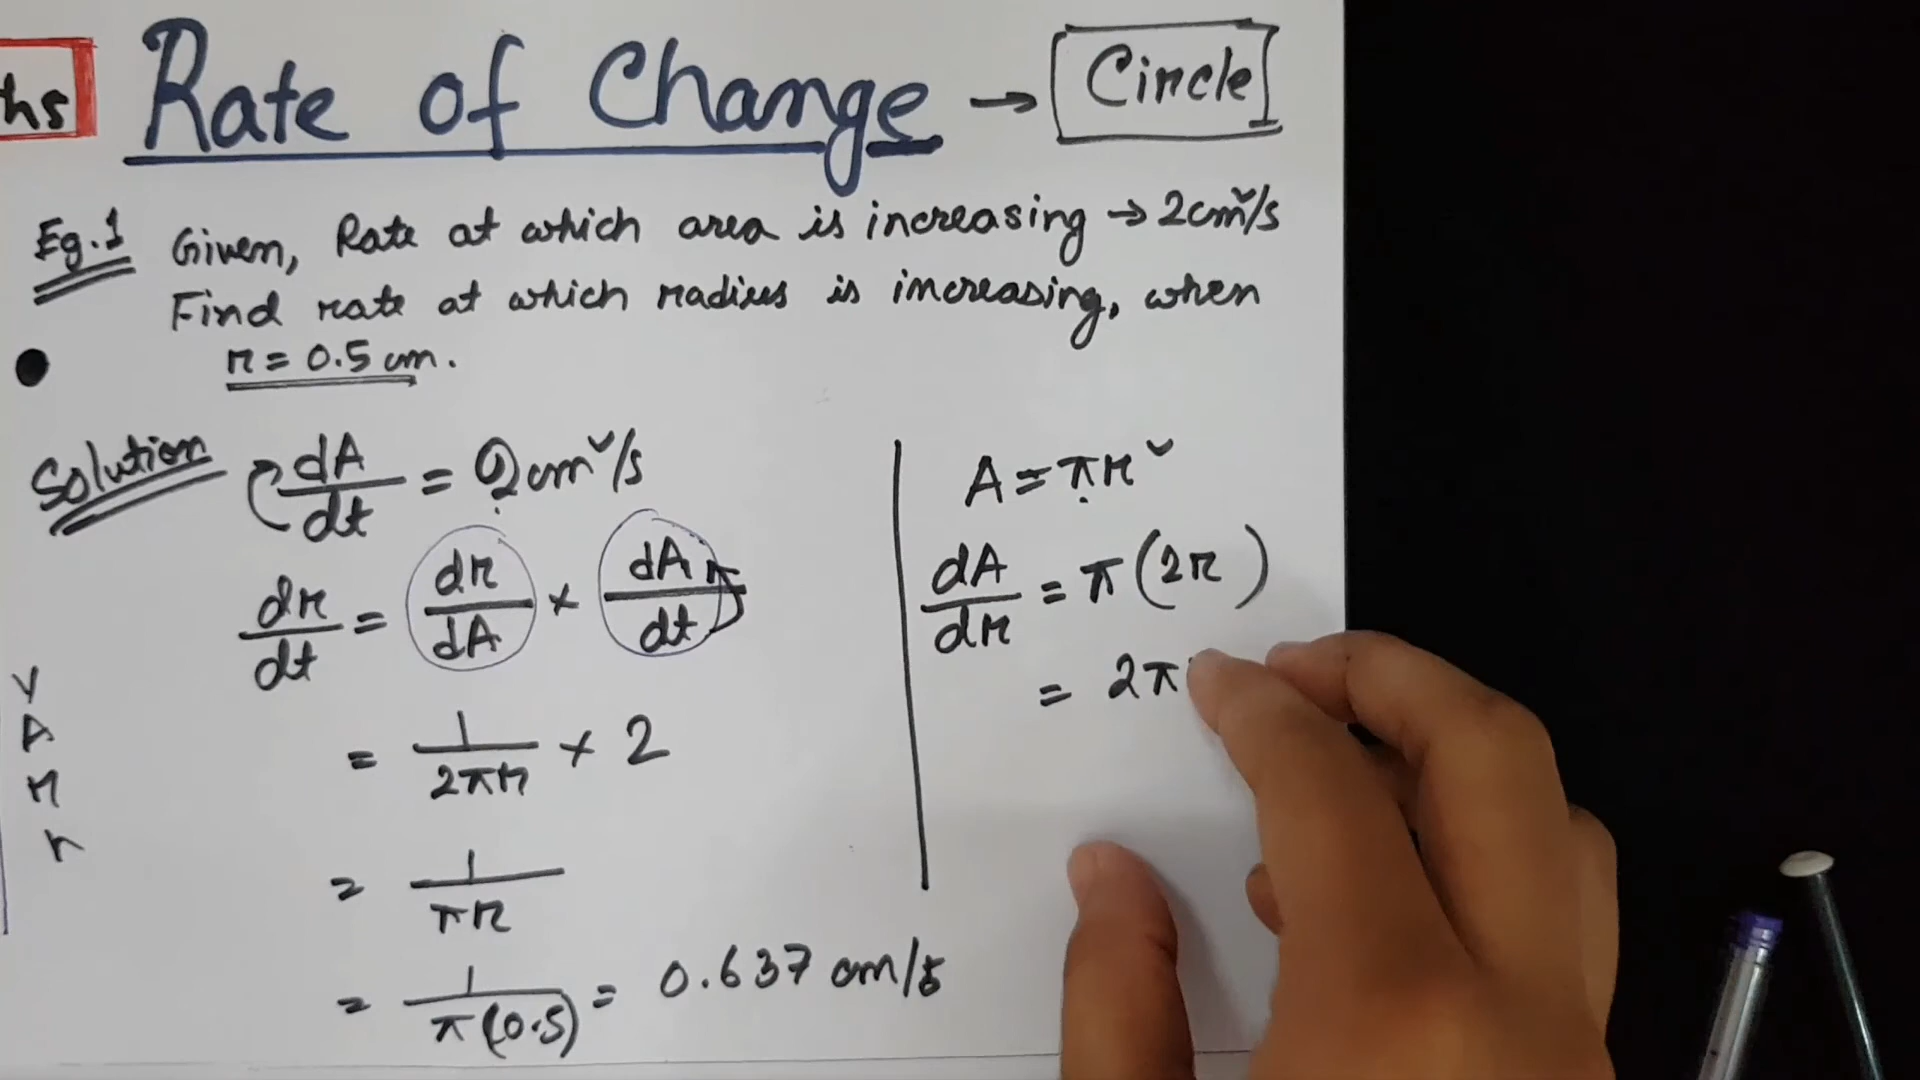 hs Rate of Change → Circle
Eg.1 Given, Rate at which area is increasing → 2cm²/s
Find rate at which radius is increasing, when
r = 0.5 cm.
Solution dA/dt = 2cm²/s
dr/dt = dr/dA × dA/dt
= 1/2πr × 2
= 1/πr
= 1/π(0.5) = 0.637 cm/s
A = πr²
dA/dr = π(2r)
= 2π